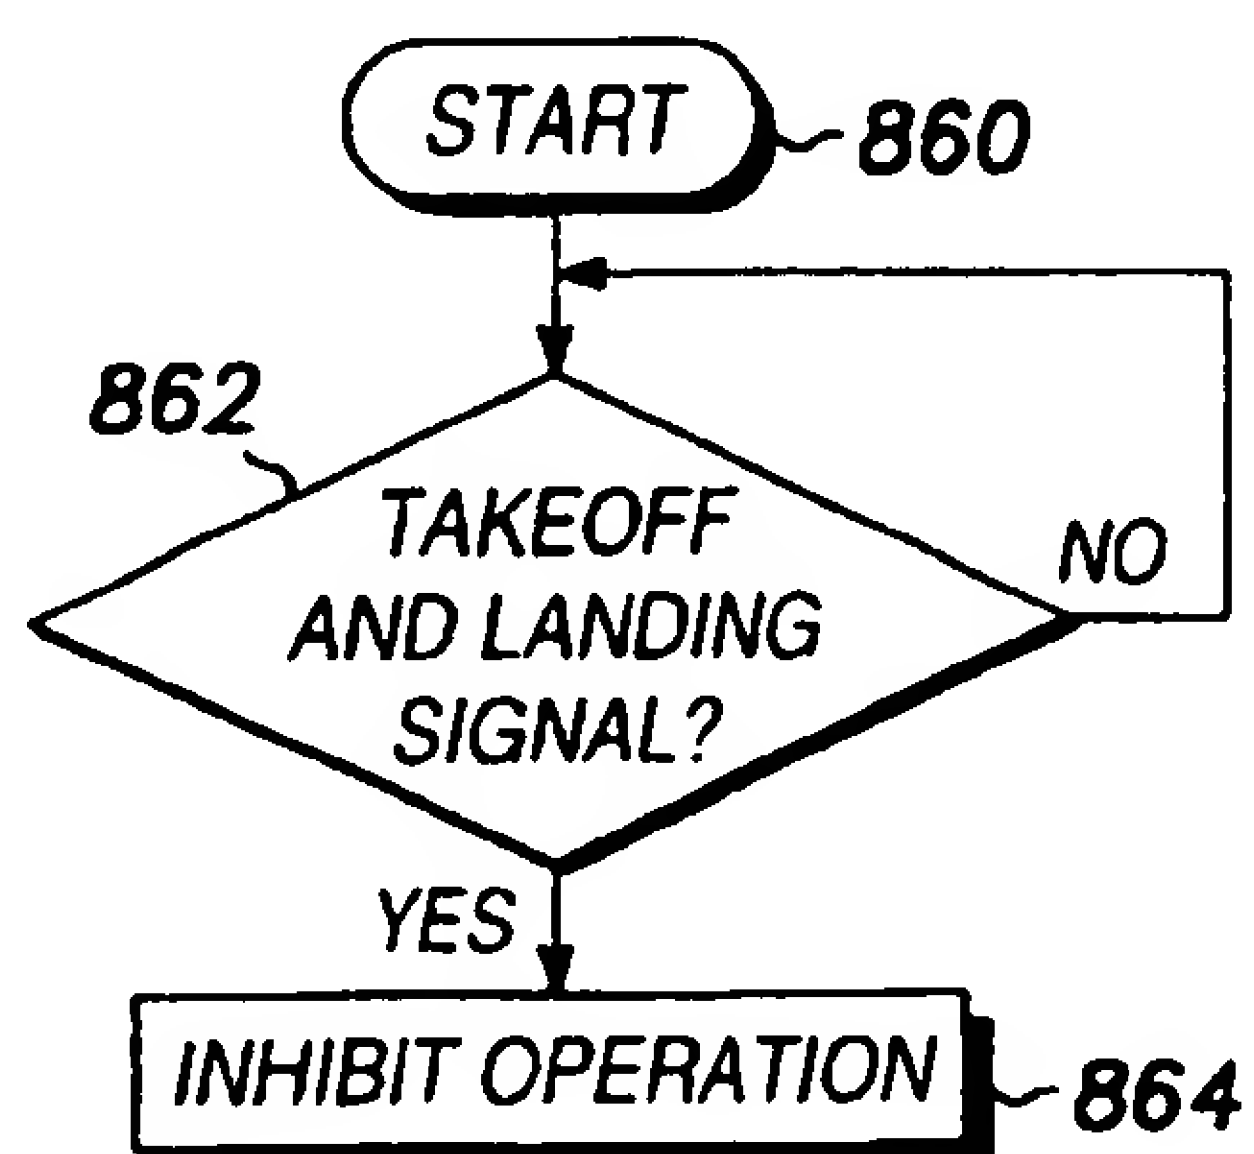 START
860
862
TAKEOFF
AND LANDING
SIGNAL?
NO
YES
INHIBIT OPERATION
864